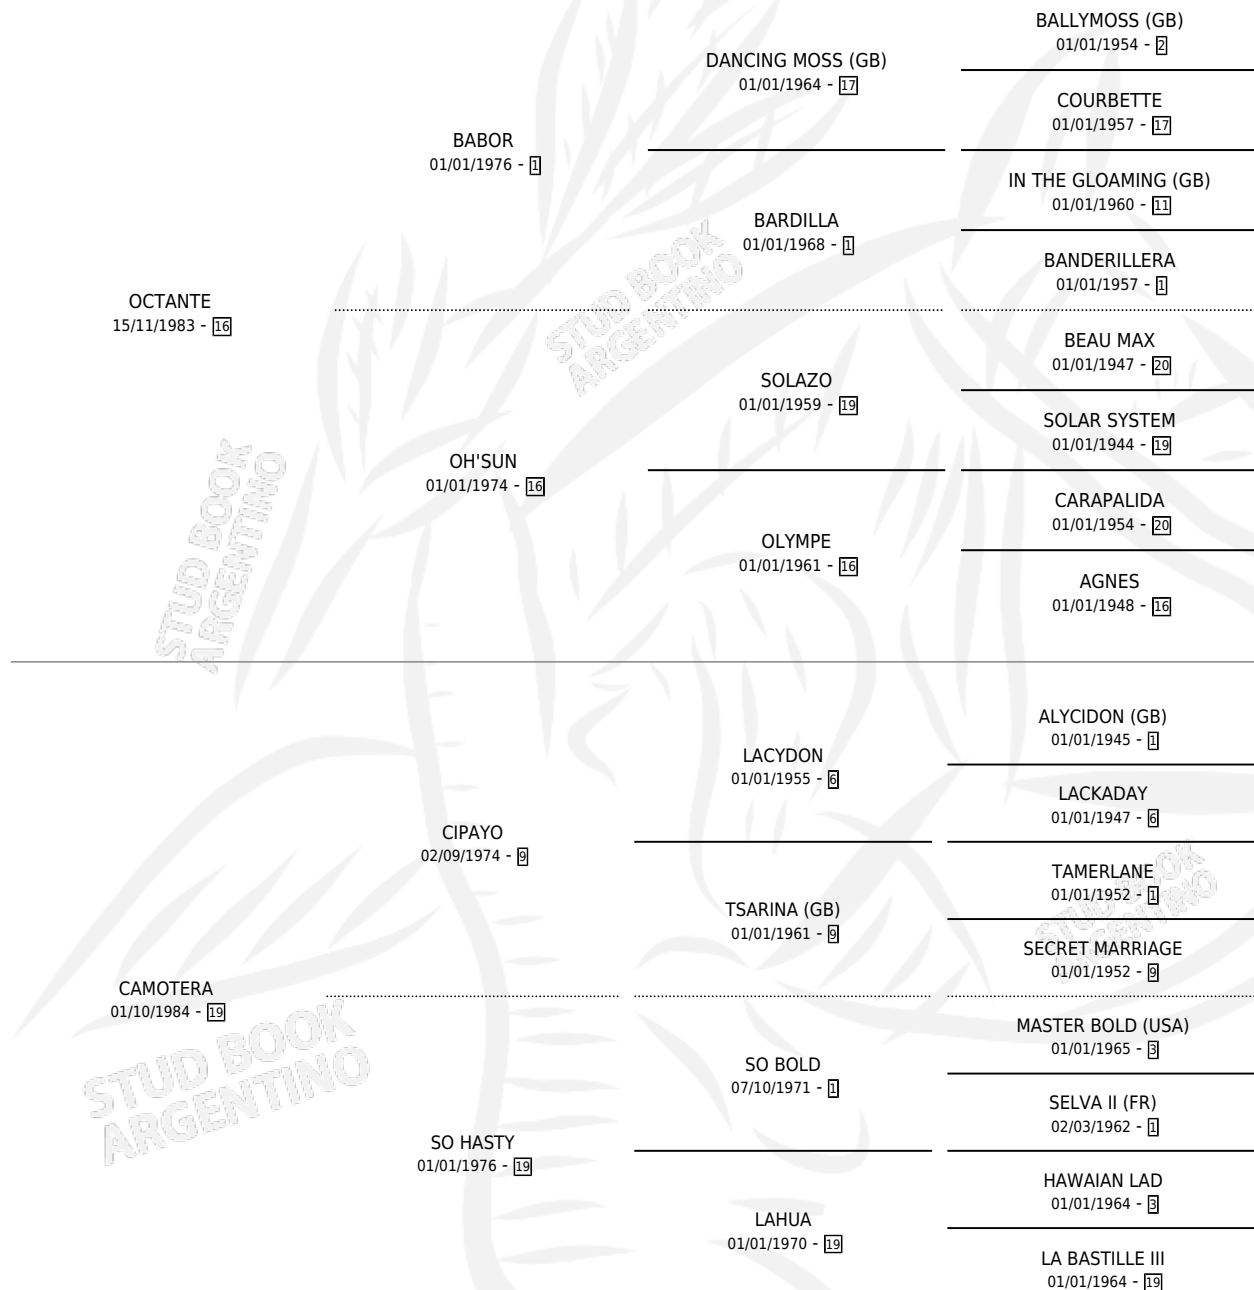 OCTANTE
15/11/1983 - 16
BABOR
01/01/1976 - 1
DANCING MOSS (GB)
01/01/1964 - 17
BALLYMOSS (GB)
01/01/1954 - 2
COURBETTE
01/01/1957 - 17
BARDILLA
01/01/1968 - 1
IN THE GLOAMING (GB)
01/01/1960 - 11
BANDERILLERA
01/01/1957 - 1
OH'SUN
01/01/1974 - 16
SOLAZO
01/01/1959 - 19
BEAU MAX
01/01/1947 - 20
SOLAR SYSTEM
01/01/1944 - 19
OLYMPE
01/01/1961 - 16
CARAPALIDA
01/01/1954 - 20
AGNES
01/01/1948 - 16
CAMOTERA
01/10/1984 - 19
CIPAYO
02/09/1974 - 9
LACYDON
01/01/1955 - 6
ALYCIDON (GB)
01/01/1945 - 1
LACKADAY
01/01/1947 - 6
TSARINA (GB)
01/01/1961 - 9
TAMERLANE
01/01/1952 - 1
SECRET MARRIAGE
01/01/1952 - 9
SO HASTY
01/01/1976 - 19
SO BOLD
07/10/1971 - 1
MASTER BOLD (USA)
01/01/1965 - 3
SELVA II (FR)
02/03/1962 - 1
LAHUA
01/01/1970 - 19
HAWAIAN LAD
01/01/1964 - 3
LA BASTILLE III
01/01/1964 - 19
STUD BOOK
ARGENTINO
STUD BOOK
ARGENTINO
STUD BOOK
ARGENTINO
STUD BOOK
ARGENTINO